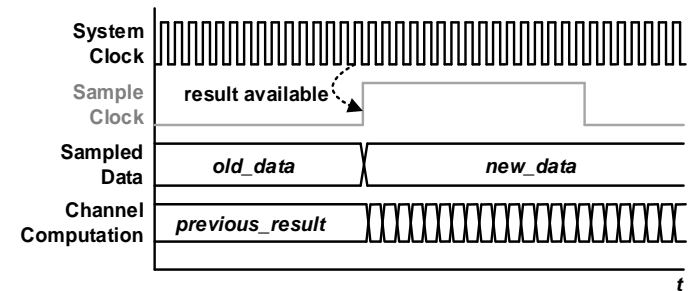 System
Clock
Sample
Clock
result available
Sampled
Data
old_data
new_data
Channel
Computation
previous_result
t